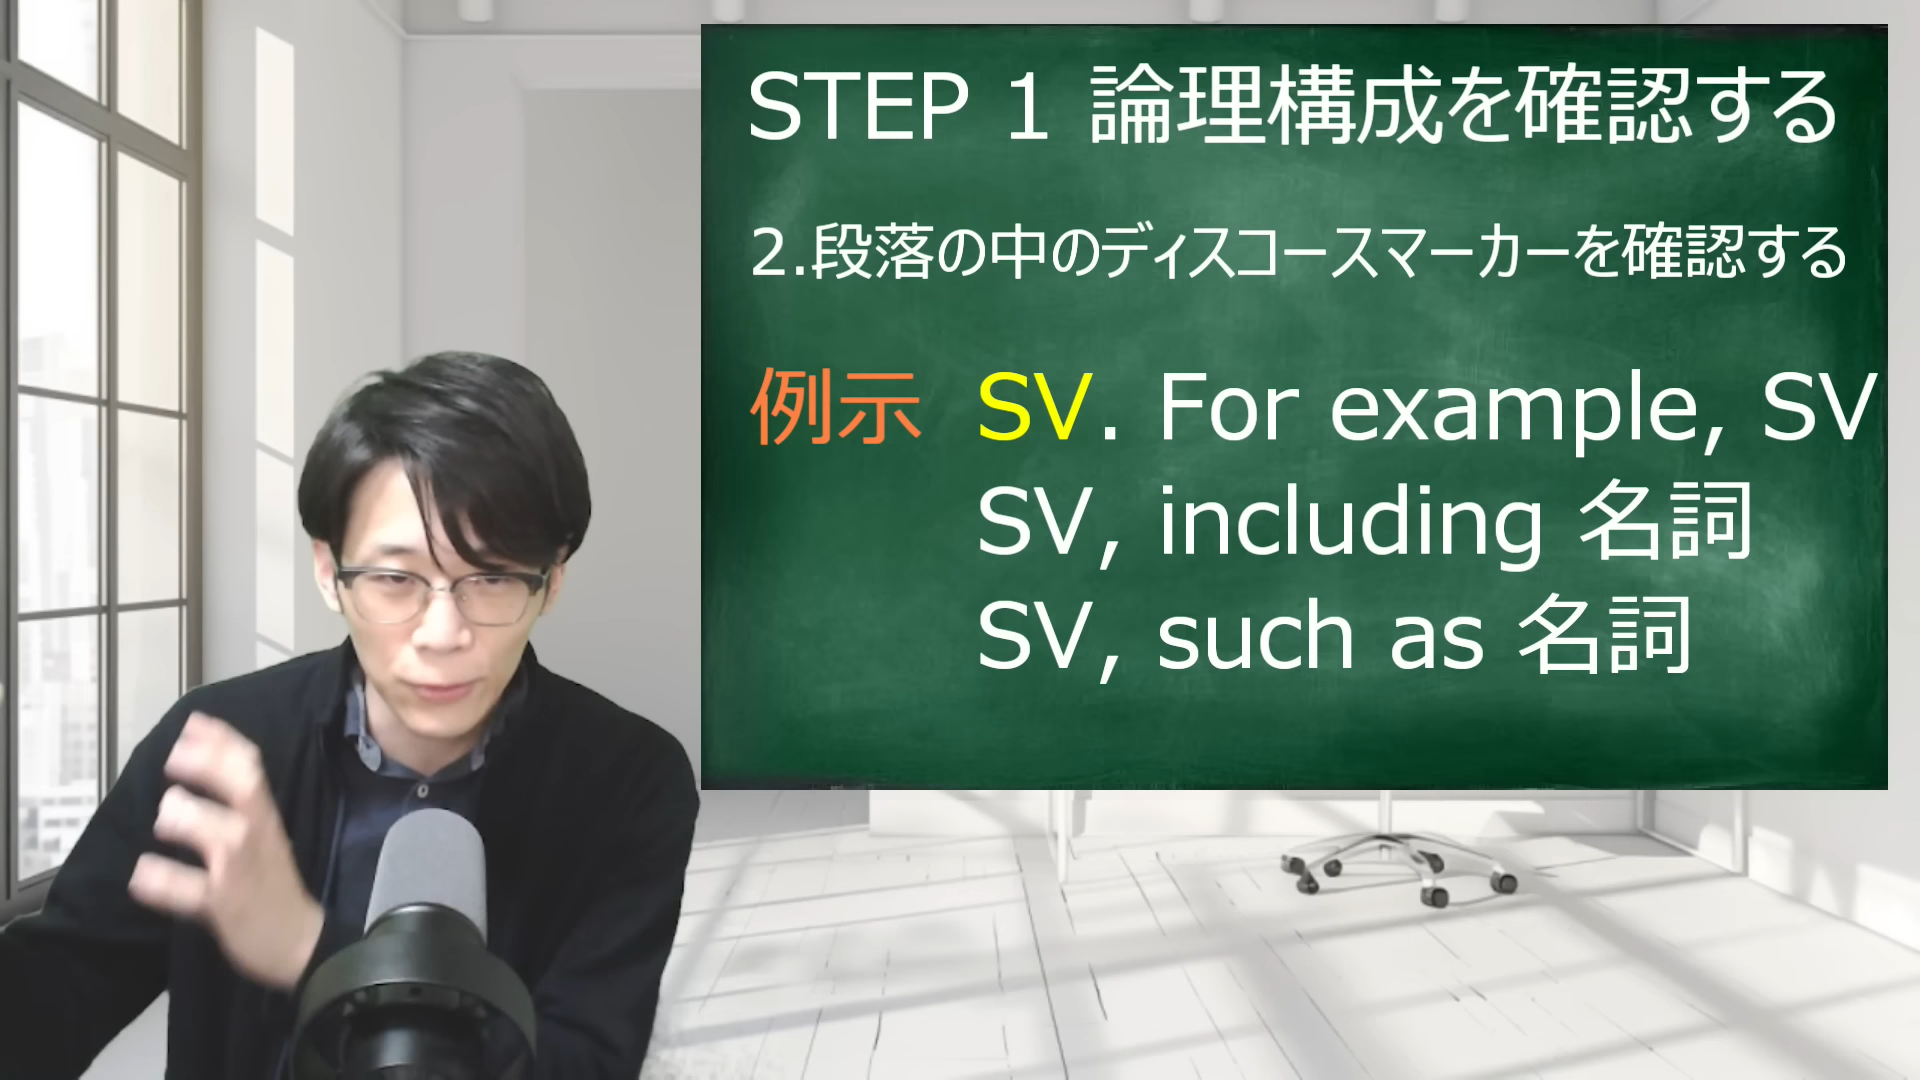 STEP 1 論理構成を確認する
2.段落の中のディスコースマーカーを確認する
例示 SV. For example, SV
SV, including 名詞
SV, such as 名詞